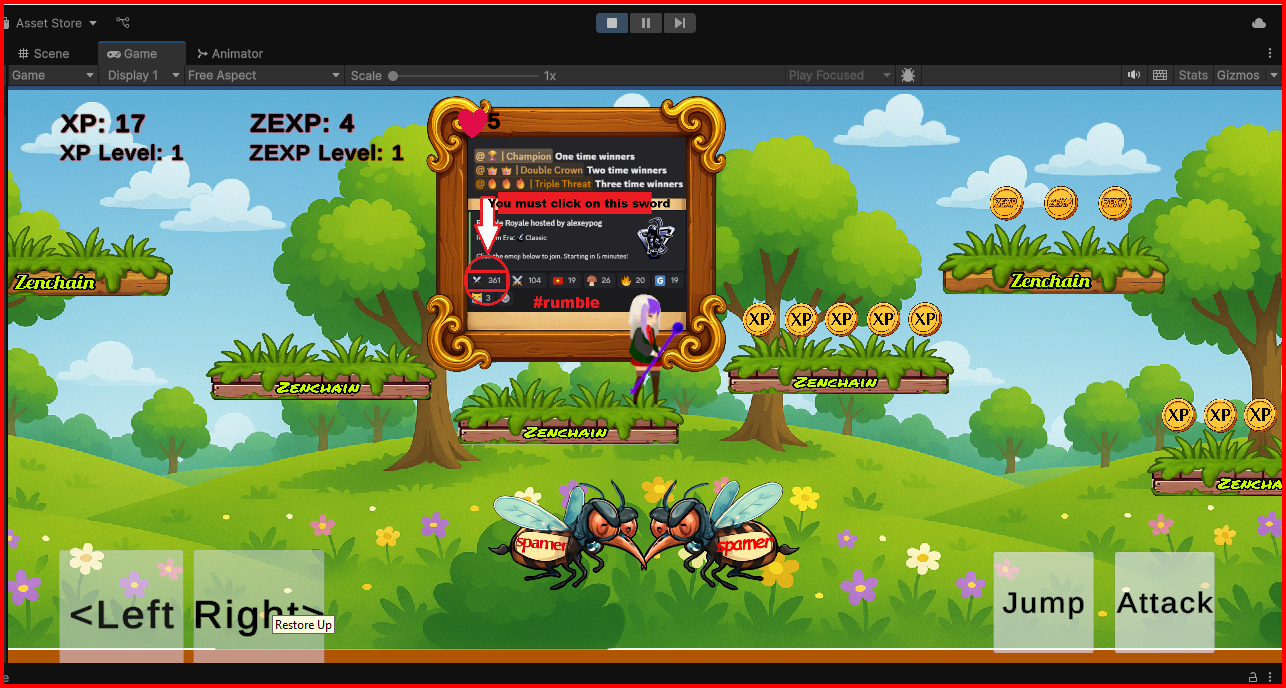 Asset Store
Scene
Game
Animator
Game
Display 1
Free Aspect
Scale
1x
Play Focused
Stats
Gizmos
XP: 17
ZEXP: 4
5
XP Level: 1
ZEXP Level: 1
@ 🏆 | Champion One time winners
@ 👑 👑 | Double Crown Two time winners
@ 🔥 🔥 🔥 | Triple Threat Three time winners
You must click on this sword
Royale hosted by alexeypog
Era: Classic
the emoji below to join. Starting in 5 minutes!
361
104
19
26
20
G 19
3
#rumble
ZEXP
ZEXP
ZEXP
Zenchain
Zenchain
XP
XP
XP
XP
XP
Zenchain
Zenchain
Zenchain
XP
XP
XP
Zencha
spamer
spamer
<Left
Right>
Restore Up
Jump
Attack
e